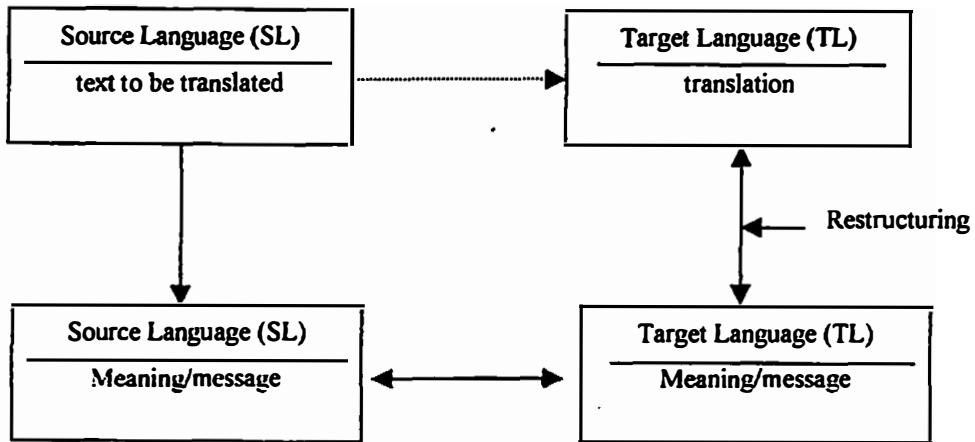 Source Language (SL)
text to be translated
Target Language (TL)
translation
Restructuring
Source Language (SL)
Meaning/message
Target Language (TL)
Meaning/message